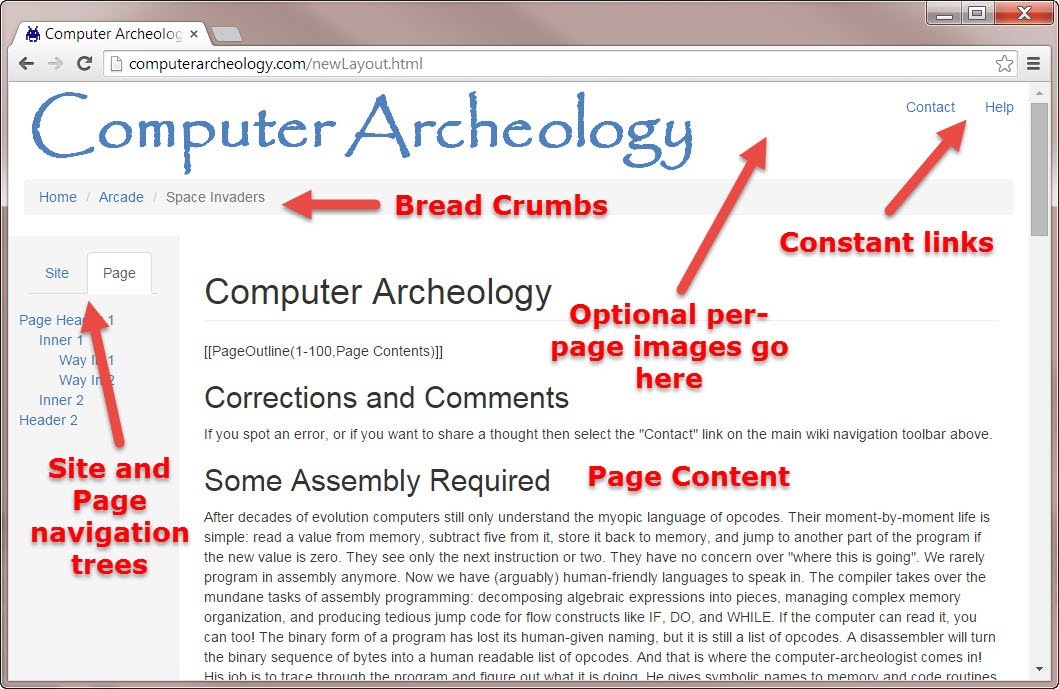 Computer Archeolog
computerarcheology.com/newLayout.html
Computer Archeology
Contact Help
Home / Arcade / Space Invaders
Bread Crumbs
Constant links
Site Page
Computer Archeology
Optional per-
page images go
here
Page Header 1
Inner 1
Way In 1
Way In 2
Inner 2
Header 2
Site and
Page
navigation
trees
[[PageOutline(1-100,Page Contents)]]
Corrections and Comments
If you spot an error, or if you want to share a thought then select the "Contact" link on the main wiki navigation toolbar above.
Some Assembly Required
Page Content
After decades of evolution computers still only understand the myopic language of opcodes. Their moment-by-moment life is
simple: read a value from memory, subtract five from it, store it back to memory, and jump to another part of the program if
the new value is zero. They see only the next instruction or two. They have no concern over "where this is going". We rarely
program in assembly anymore. Now we have (arguably) human-friendly languages to speak in. The compiler takes over the
mundane tasks of assembly programming: decomposing algebraic expressions into pieces, managing complex memory
organization, and producing tedious jump code for flow constructs like IF, DO, and WHILE. If the computer can read it, you
can too! The binary form of a program has lost its human-given naming, but it is still a list of opcodes. A disassembler will turn
the binary sequence of bytes into a human readable list of opcodes. And that is where the computer-archeologist comes in!
His job is to trace through the program and figure out what it is doing. He gives symbolic names to memory and code routines